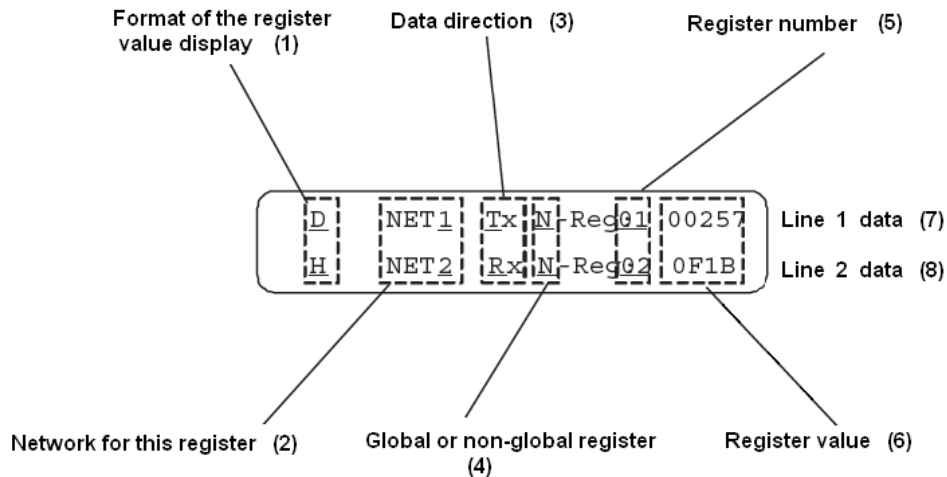 Format of the register
value display (1)
Data direction (3)
Register number (5)
D NET1 Tx N-Reg01 00257
Line 1 data (7)
H NET2 Rx N-Reg02 0F1B
Line 2 data (8)
Network for this register (2)
Global or non-global register
(4)
Register value (6)